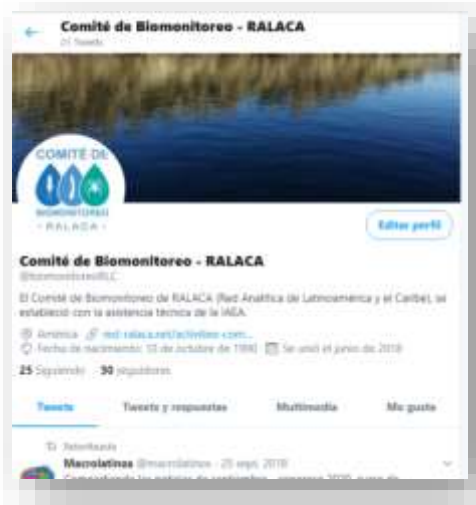 Comité de Biomonitoreo - RALACA
21 Tweets
COMITÉ DE
BIOMONITOREO
- RALACA -
Editar perfil
Comité de Biomonitoreo - RALACA
El Comité de Biomonitoreo de RALACA (Red Analítica de Latinoamérica y el Caribe), se
estableció con la asistencia técnica de la IAEA.
América
Fecha de nacimiento: 12 de octubre de 1990 Se unió el junio de 2018
25 Siguiendo 30 seguidores
Tweets Tweets y respuestas Multimedia Me gusta
Macrolatinos @macrolatinos · 25 sept. 2018